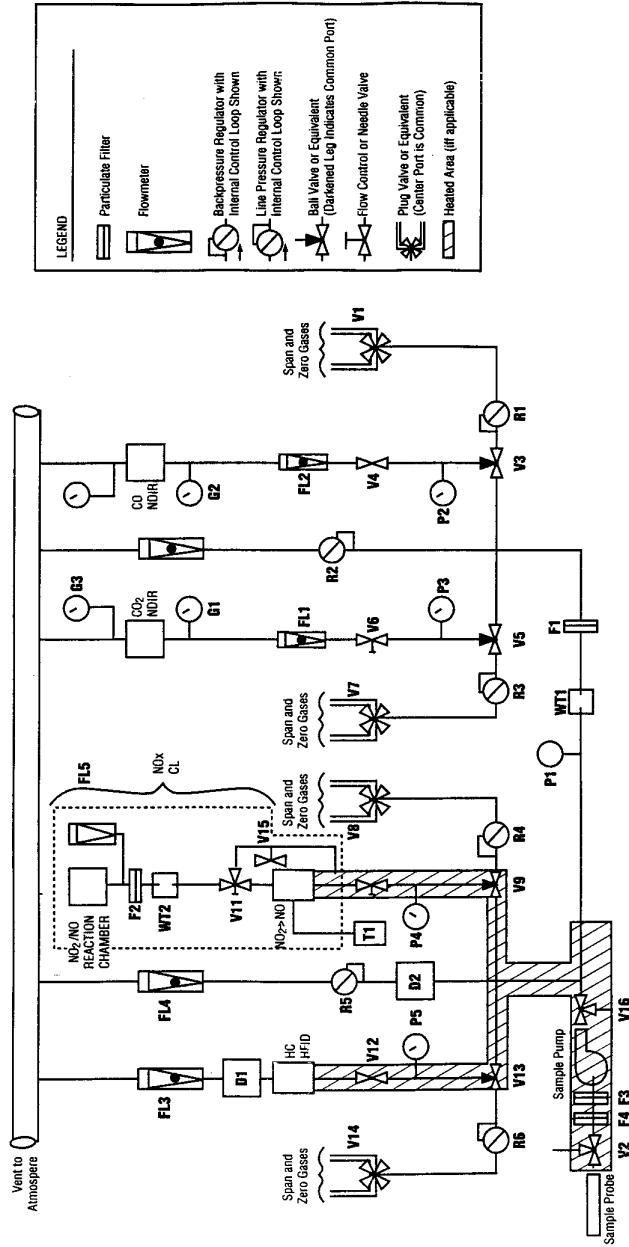 LEGEND
Particulate Filter
Flowmeter
Backpressure Regulator with
Internal Control Loop Shown
Line Pressure Regulator with
Internal Control Loop Shown
Ball Valve or Equivalent
(Darkened Leg Indicates Common Port)
Flow Control or Needle Valve
Plug Valve or Equivalent
(Center Port is Common)
Heated Area (iff applicable)
Vent to
Atmospere
FL3
D1
HC
HFID
V12
P5
V13
V14
Span and
Zero Gases
R6
FL4
R5
D2
NO2/NO
REACTION
CHAMBER
FL5
NOx
CL
F2
WT2
V11
V15
NO2>>NO
T1
P4
V9
V8
Span and
Zero Gases
R4
G3
CO2
NDIR
G1
FL1
V6
P3
V5
V7
Span and
Zero Gases
R3
R2
CO
NDIR
G2
FL2
V4
P2
V3
Span and
Zero Gases
V1
R1
Sample Probe
V2
F4
F3
Sample Pump
V16
P1
WT1
F1